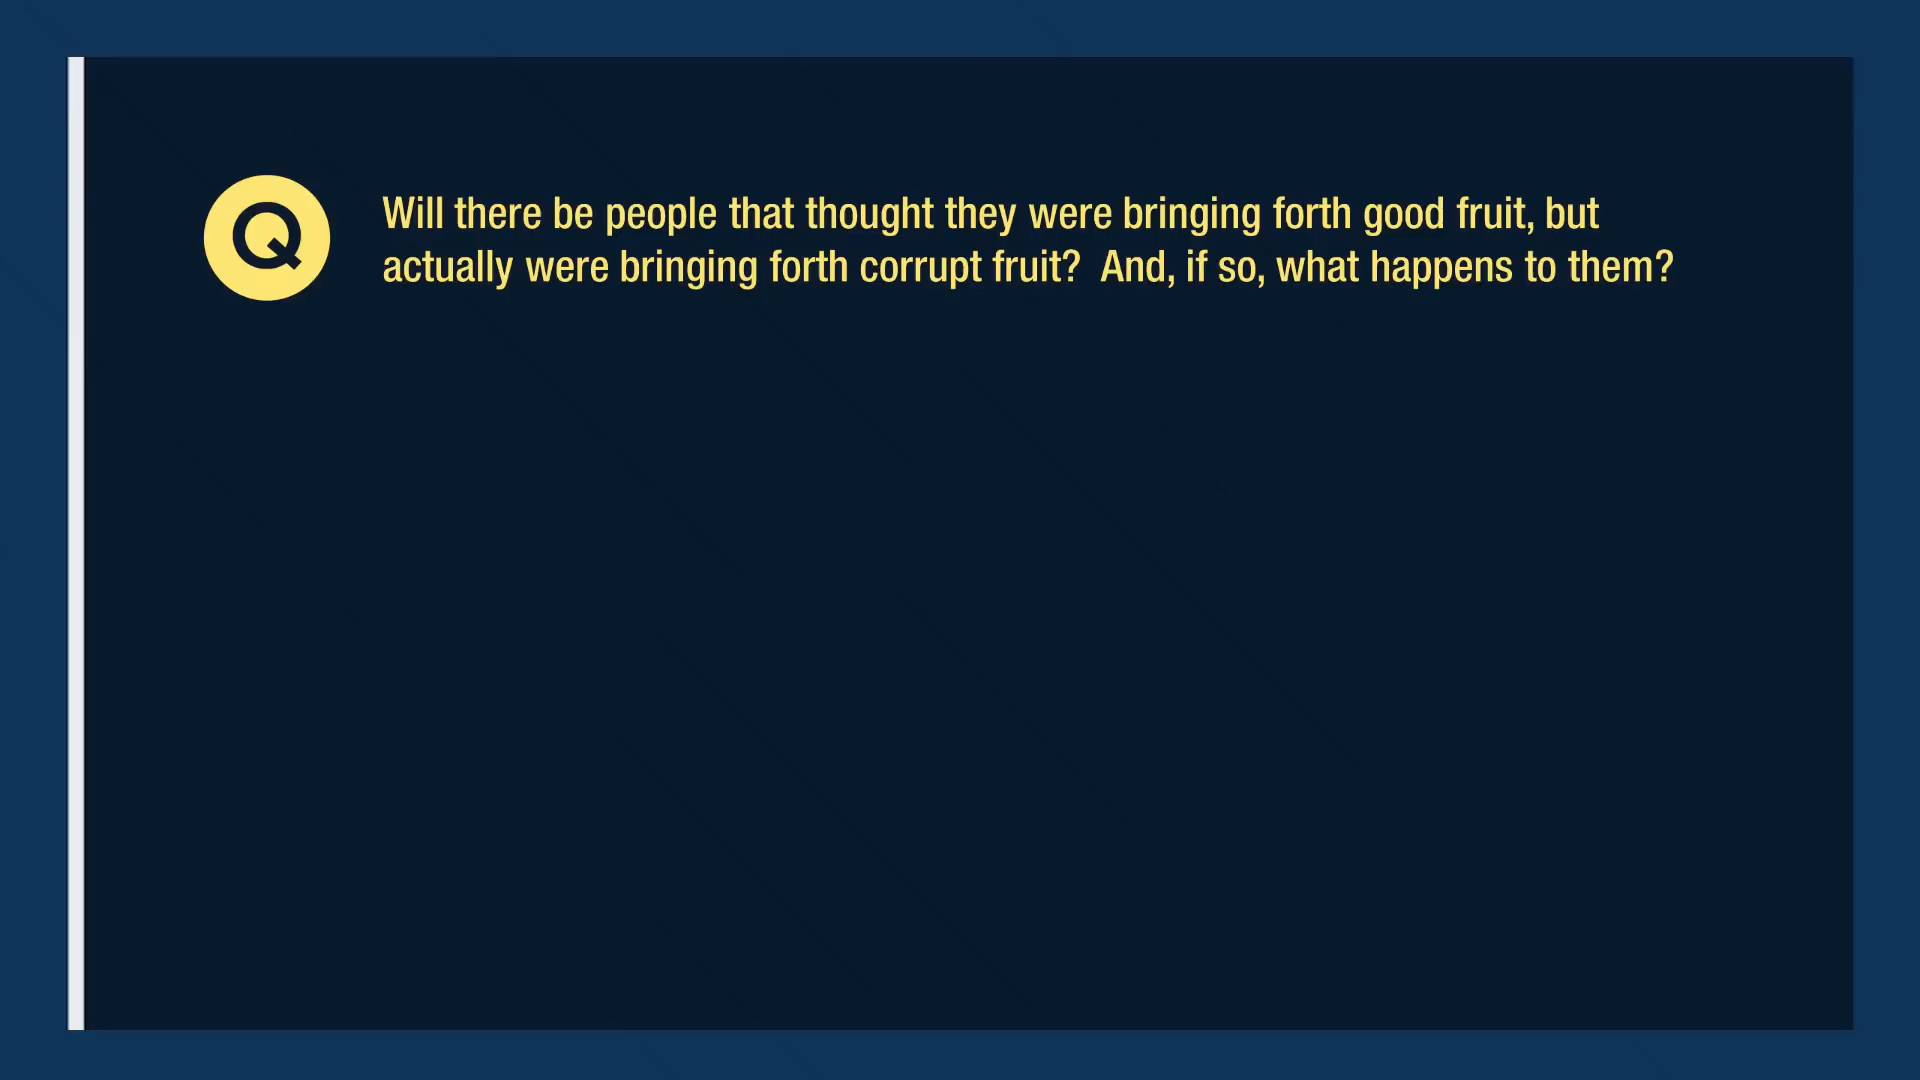 Q
Will there be people that thought they were bringing forth good fruit, but
actually were bringing forth corrupt fruit?  And, if so, what happens to them?